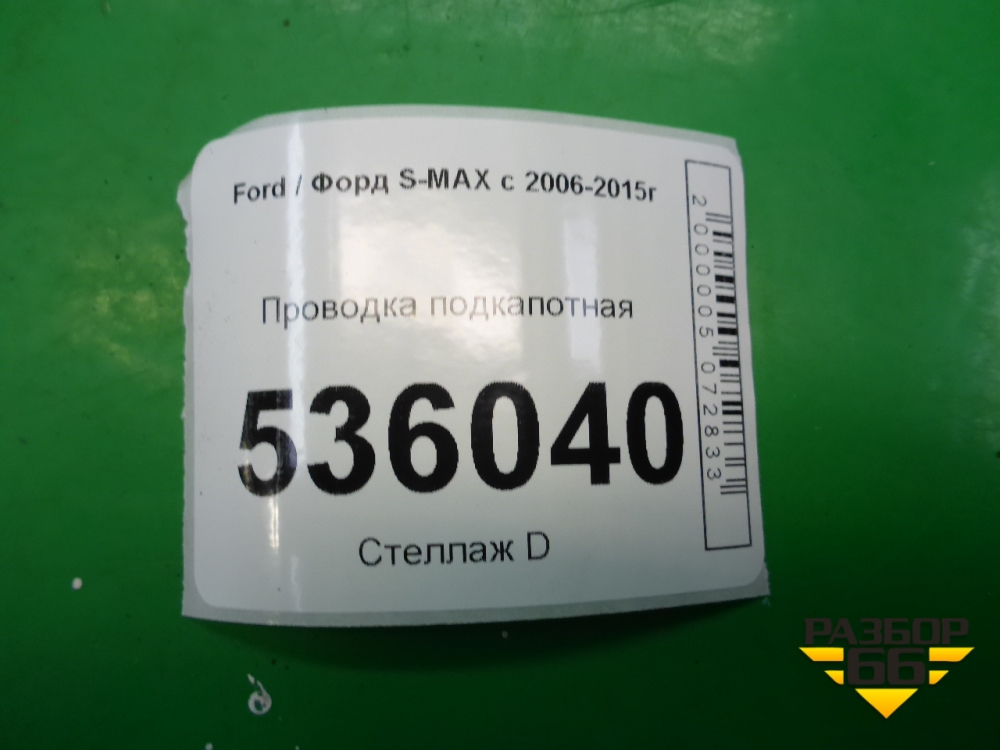 Ford / Форд S-MAX с 2006-2015г
Проводка подкапотная
536040
Стеллаж D
2000005072833
РАЗБОР
66